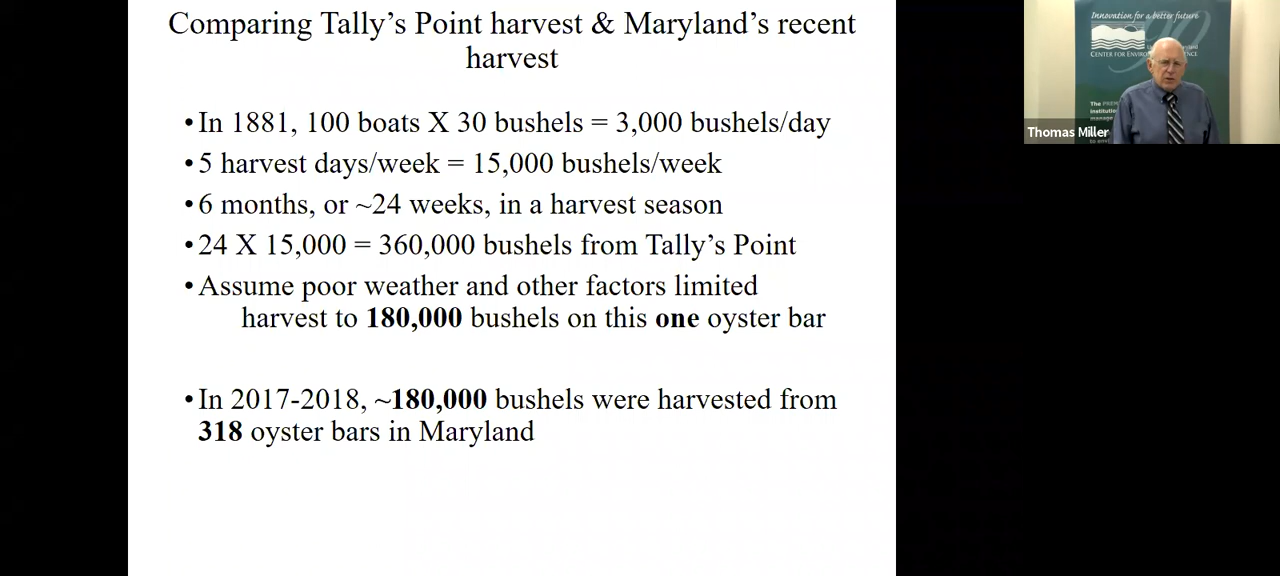 Comparing Tally's Point harvest & Maryland's recent
harvest
•In 1881, 100 boats X 30 bushels = 3,000 bushels/day
•5 harvest days/week = 15,000 bushels/week
•6 months, or ~24 weeks, in a harvest season
•24 X 15,000 = 360,000 bushels from Tally's Point
•Assume poor weather and other factors limited
harvest to 180,000 bushels on this one oyster bar
•In 2017-2018, ~180,000 bushels were harvested from
318 oyster bars in Maryland
Innovation for a better future
CENTER FOR
The
Thomas Miller